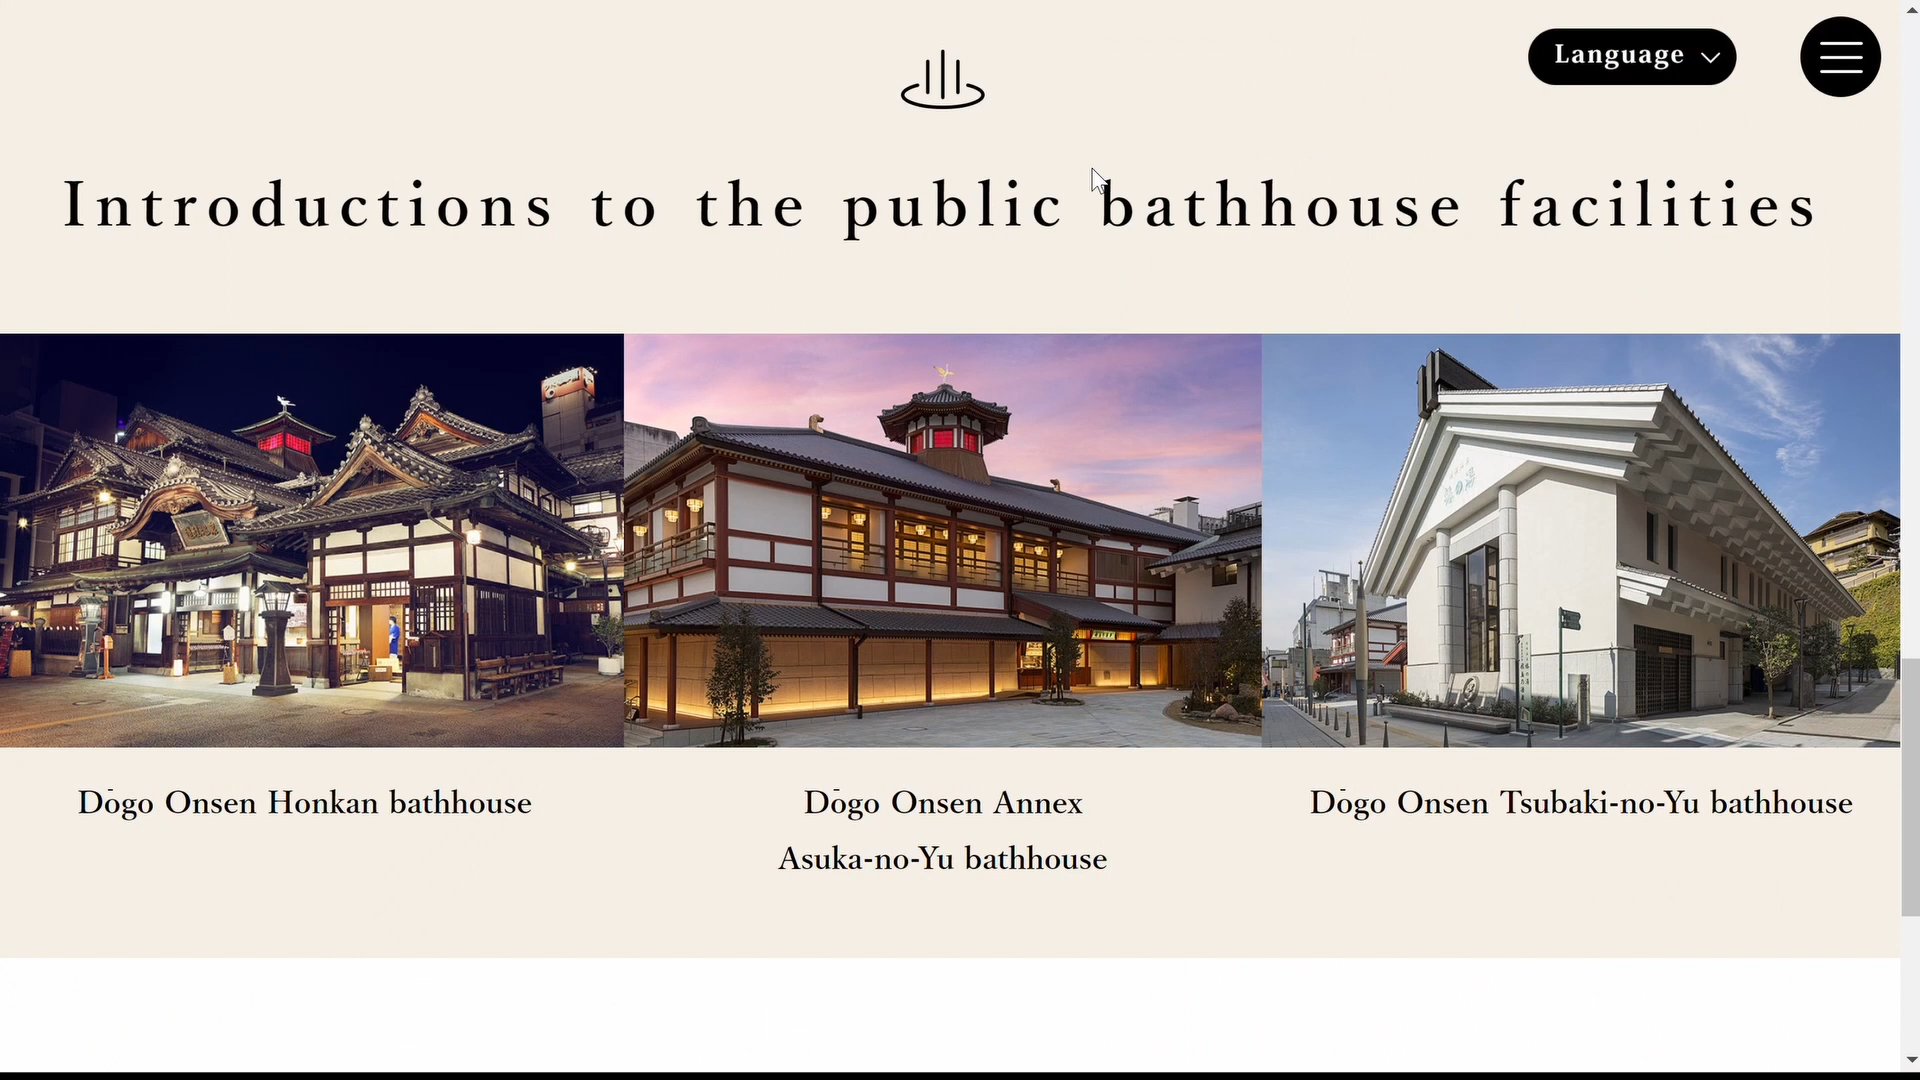 Language
Introductions to the public bathhouse facilities
Dōgo Onsen Honkan bathhouse
Dōgo Onsen Annex
Asuka-no-Yu bathhouse
Dōgo Onsen Tsubaki-no-Yu bathhouse